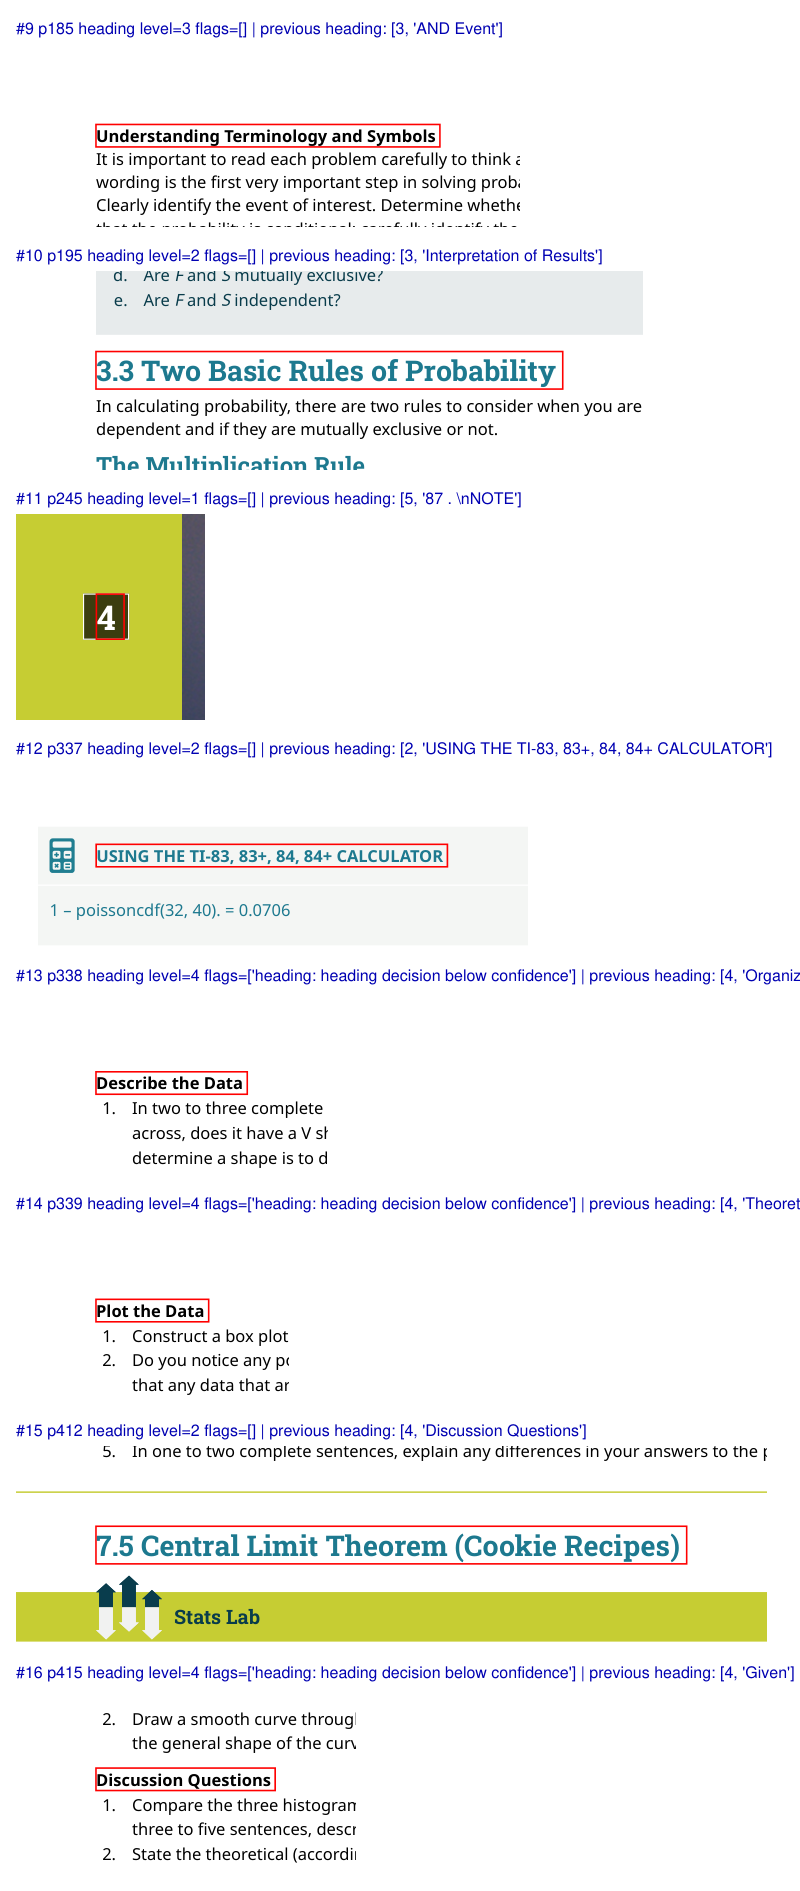 #9 p185 heading level=3 flags=[] | previous heading: [3, 'AND Event']
Understanding Terminology and Symbols
It is important to read each problem carefully to think a
wording is the first very important step in solving proba
Clearly identify the event of interest. Determine whethe
that the probability is conditional; carefully identify the
#10 p195 heading level=2 flags=[] | previous heading: [3, 'Interpretation of Results']
d. Are F and S mutually exclusive?
e. Are F and S independent?
3.3 Two Basic Rules of Probability
In calculating probability, there are two rules to consider when you are
dependent and if they are mutually exclusive or not.
The Multiplication Rule
#11 p245 heading level=1 flags=[] | previous heading: [5, '87 . \nNOTE']
4
#12 p337 heading level=2 flags=[] | previous heading: [2, 'USING THE TI-83, 83+, 84, 84+ CALCULATOR']
USING THE TI-83, 83+, 84, 84+ CALCULATOR
1 – poissoncdf(32, 40). = 0.0706
#13 p338 heading level=4 flags=['heading: heading decision below confidence'] | previous heading: [4, 'Organiz
Describe the Data
1. In two to three complete
across, does it have a V sh
determine a shape is to d
#14 p339 heading level=4 flags=['heading: heading decision below confidence'] | previous heading: [4, 'Theoret
Plot the Data
1. Construct a box plot
2. Do you notice any po
that any data that ar
#15 p412 heading level=2 flags=[] | previous heading: [4, 'Discussion Questions']
5. In one to two complete sentences, explain any differences in your answers to the p
7.5 Central Limit Theorem (Cookie Recipes)
Stats Lab
#16 p415 heading level=4 flags=['heading: heading decision below confidence'] | previous heading: [4, 'Given']
2. Draw a smooth curve through
the general shape of the curv
Discussion Questions
1. Compare the three histogram
three to five sentences, descr
2. State the theoretical (accordin